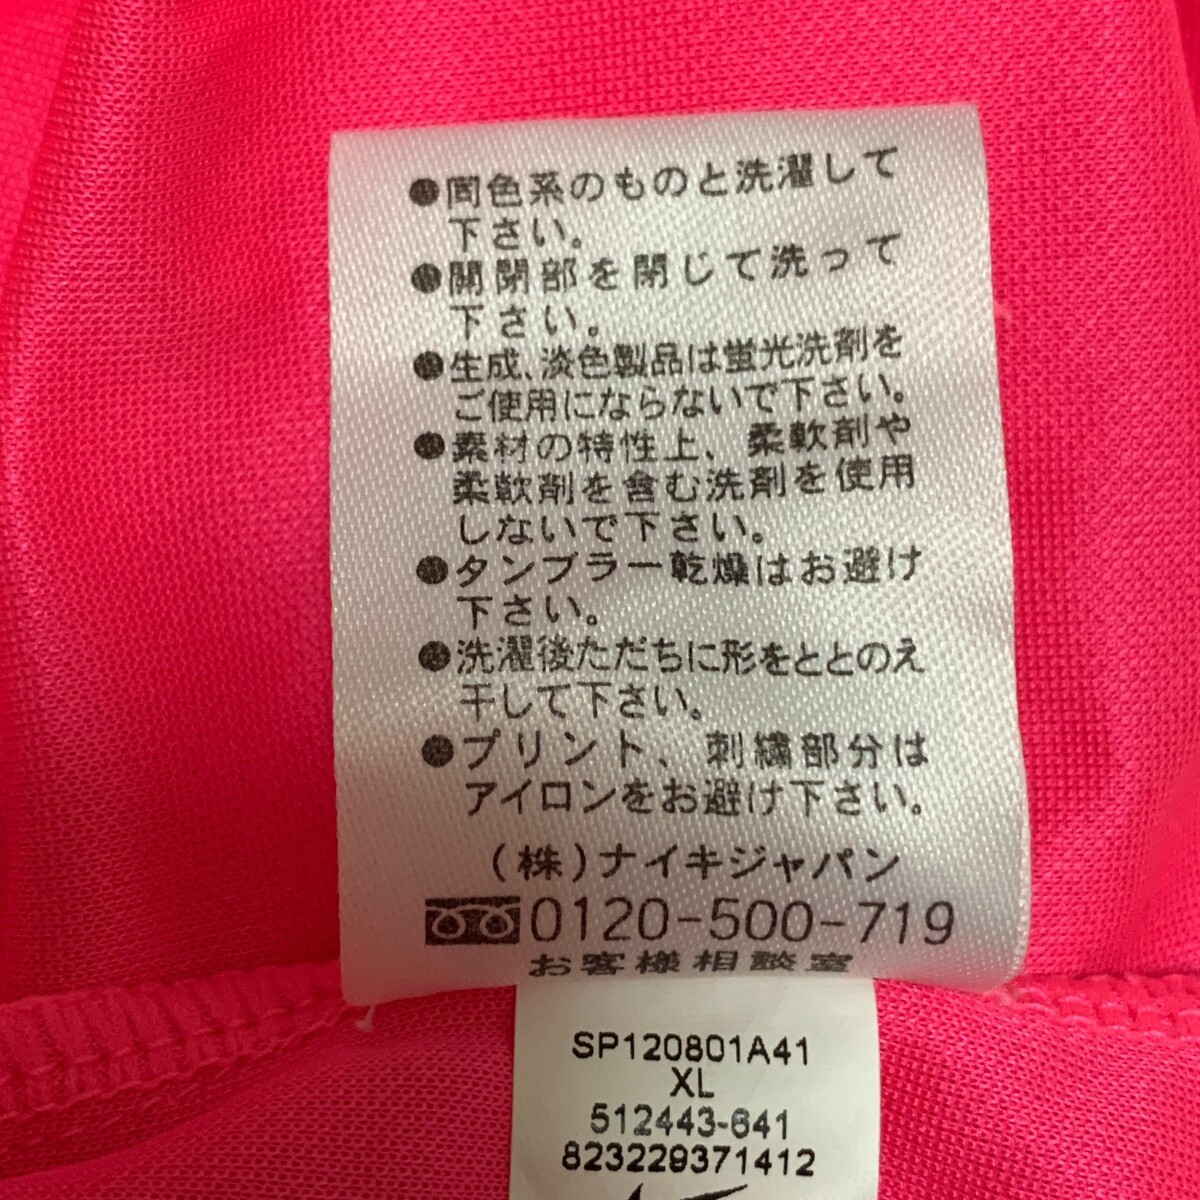 ●同色系のものと洗濯して
下さい。
●開閉部を閉じて洗って
下さい。
●生成、淡色製品は蛍光洗剤を
ご使用にならないで下さい。
●素材の特性上、柔軟剤や
柔軟剤を含む洗剤を使用
しないで下さい。
●タンブラー乾燥はお避け
下さい。
●洗濯後ただちに形をととのえ
干して下さい。
●プリント、刺繍部分は
アイロンをお避け下さい。
(株)ナイキジャパン
0120-500-719
お客様相談室
SP120801A41
XL
512443-641
823229371412